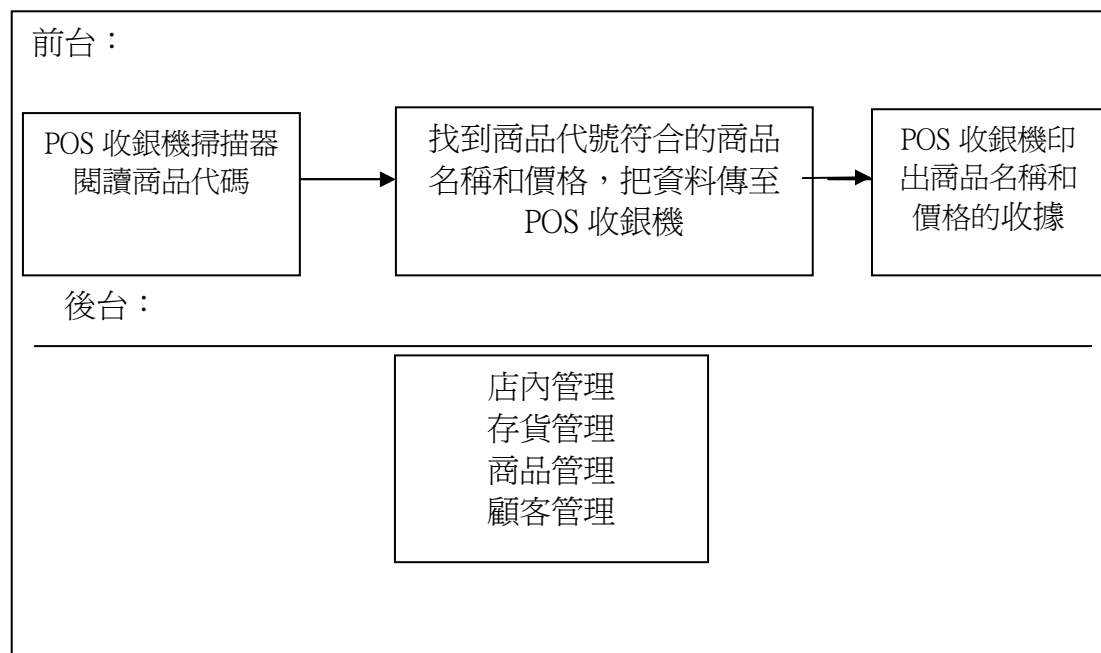 前台：
POS 收銀機掃描器
閱讀商品代碼
找到商品代號符合的商品
名稱和價格，把資料傳至
POS 收銀機
POS 收銀機印
出商品名稱和
價格的收據
後台：
店內管理
存貨管理
商品管理
顧客管理